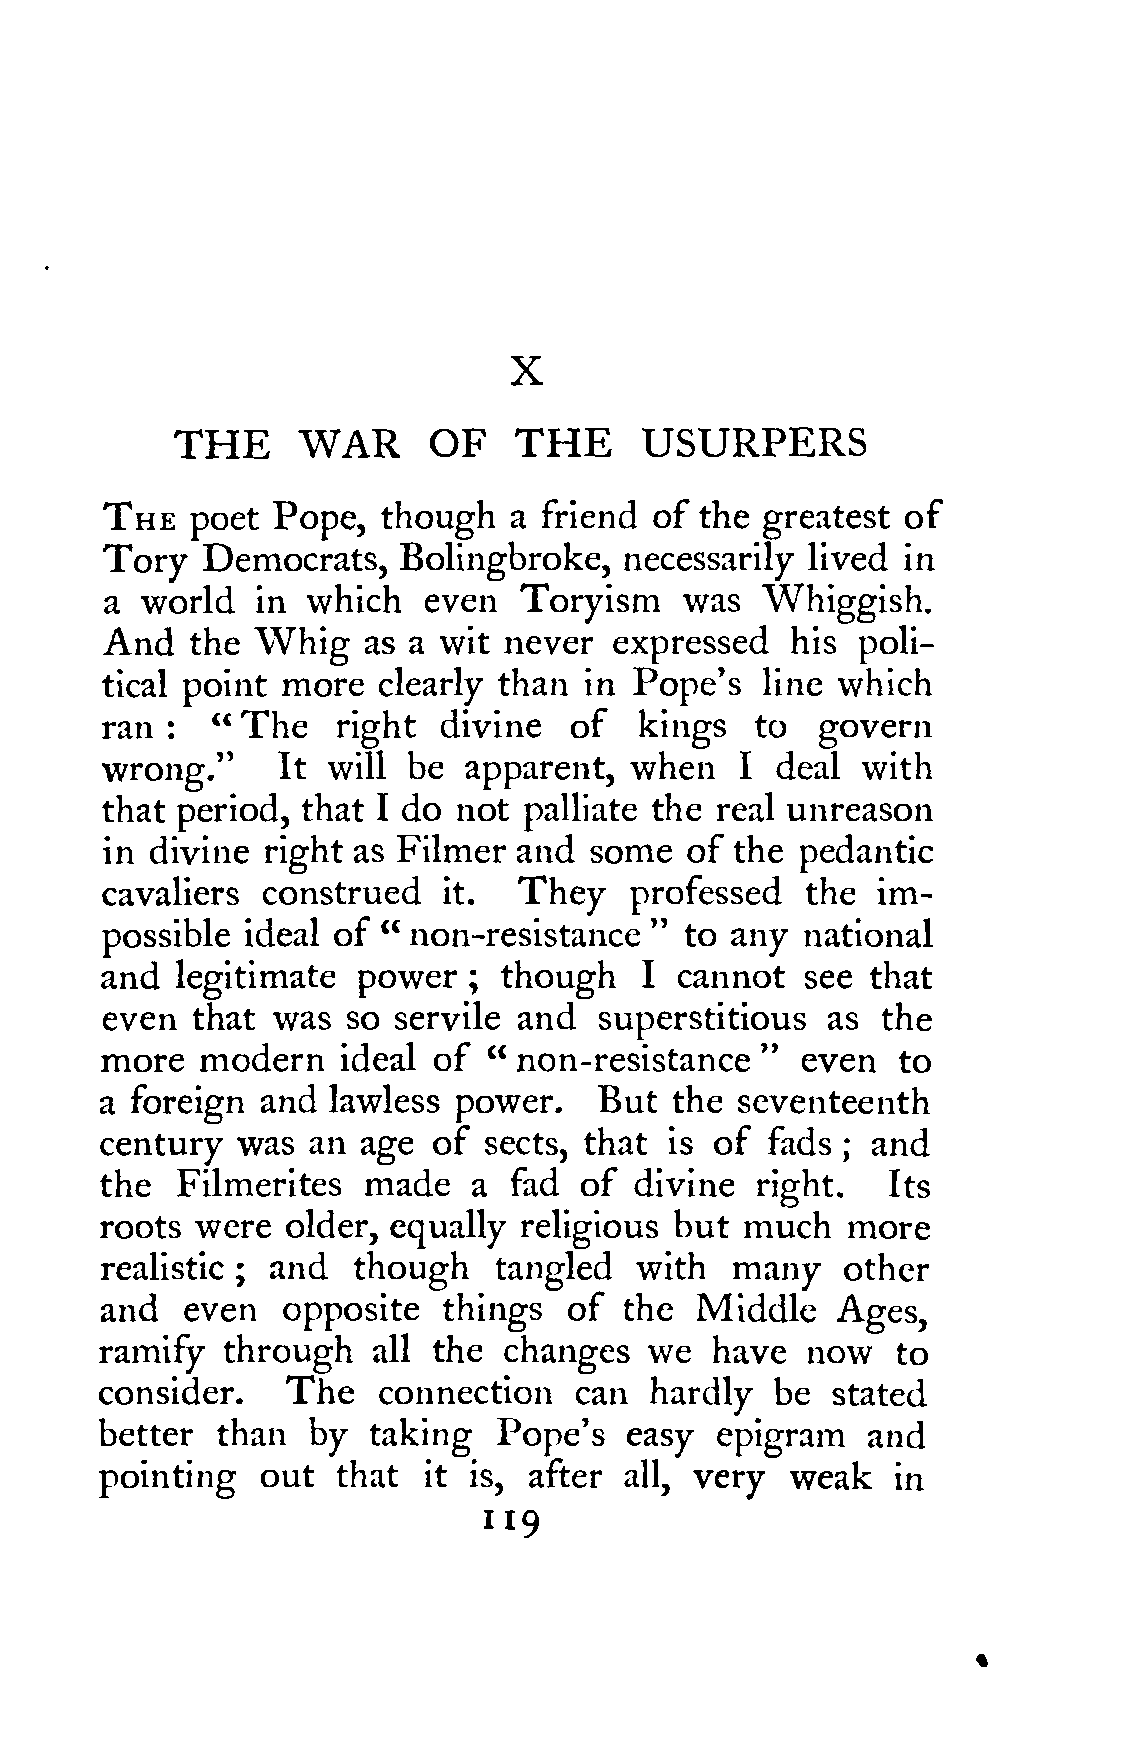 X
THE WAR OF THE USURPERS
THE poet Pope, though a friend of the greatest of
Tory Democrats, Bolingbroke, necessarily lived in
a world in which even Toryism was Whiggish.
And the Whig as a wit never expressed his poli-
tical point more clearly than in Pope's line which
ran : "The right divine of kings to govern
wrong." It will be apparent, when I deal with
that period, that I do not palliate the real unreason
in divine right as Filmer and some of the pedantic
cavaliers construed it. They professed the im-
possible ideal of " non-resistance " to any national
and legitimate power ; though I cannot see that
even that was so servile and superstitious as the
more modern ideal of " non-resistance " even to
a foreign and lawless power. But the seventeenth
century was an age of sects, that is of fads ; and
the Filmerites made a fad of divine right. Its
roots were older, equally religious but much more
realistic ; and though tangled with many other
and even opposite things of the Middle Ages,
ramify through all the changes we have now to
consider. The connection can hardly be stated
better than by taking Pope's easy epigram and
pointing out that it is, after all, very weak in
119